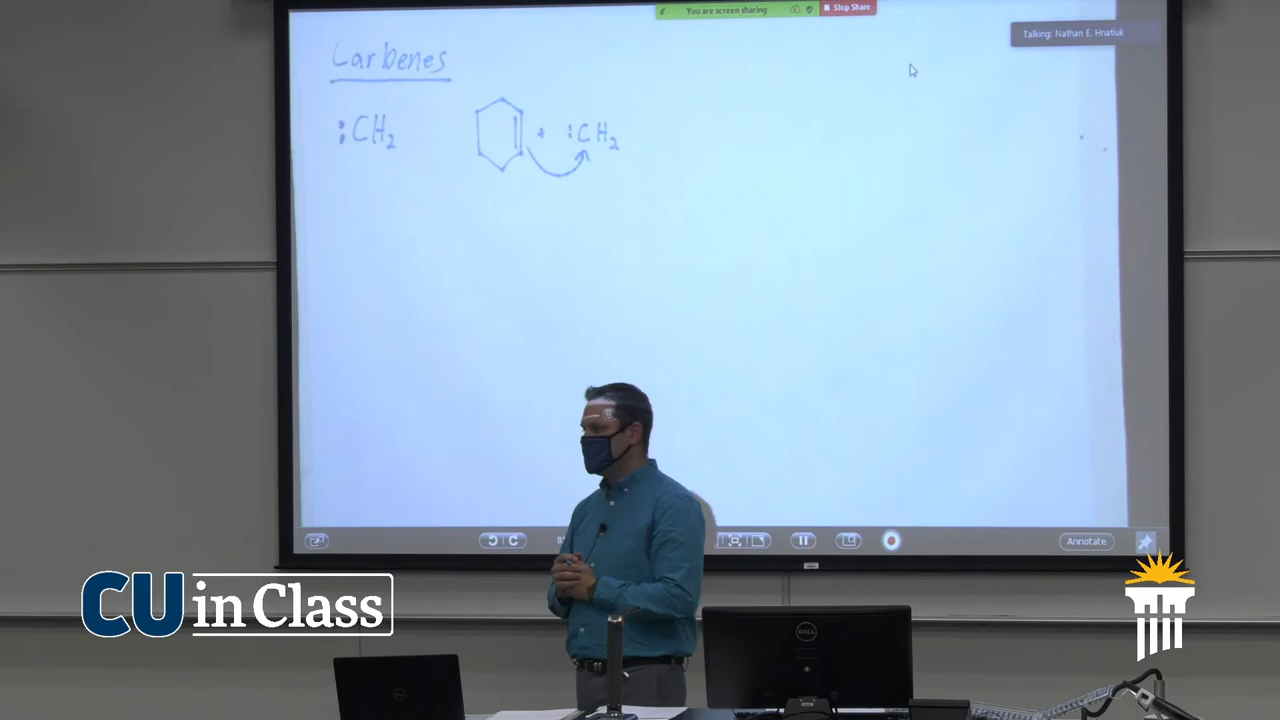 You are screen sharing Stop Share
Talking: Nathan E. Hnatiuk
Carbenes
:CH₂ + :CH₂
Annotate
CU in Class
DELL